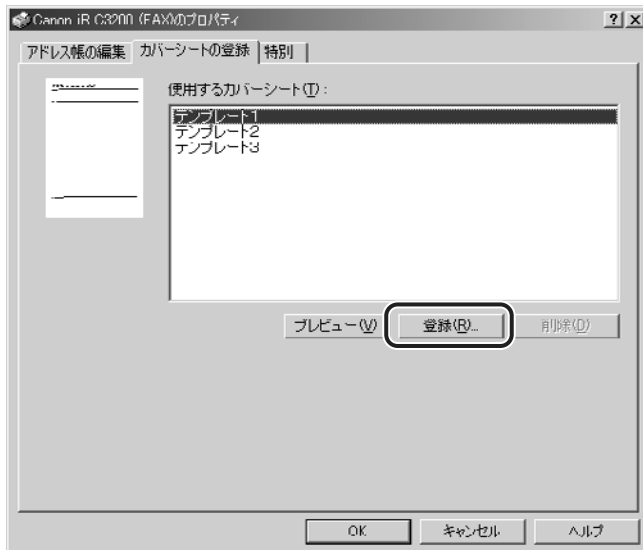 Canon iR C3200 (FAX)のプロパティ
アドレス帳の編集 カバーシートの登録 特別
使用するカバーシート(T):
テンプレート1
テンプレート2
テンプレート3
プレビュー(V) 登録(R)... 削除(D)
OK キャンセル ヘルプ